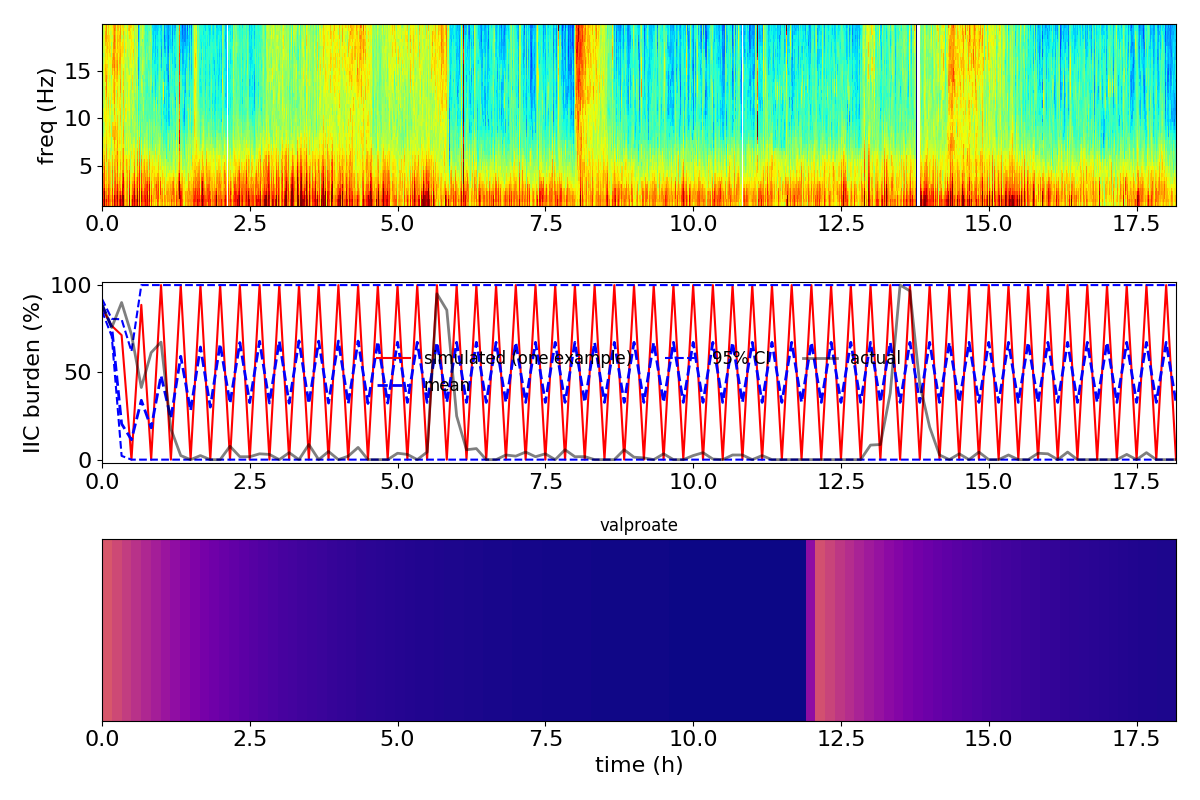 freq (Hz)
15
10
5
0.0 2.5 5.0 7.5 10.0 12.5 15.0 17.5
IIC burden (%)
100
50
0
simulated (one example) 95% CI actual
mean
0.0 2.5 5.0 7.5 10.0 12.5 15.0 17.5
valproate
0.0 2.5 5.0 7.5 10.0 12.5 15.0 17.5
time (h)